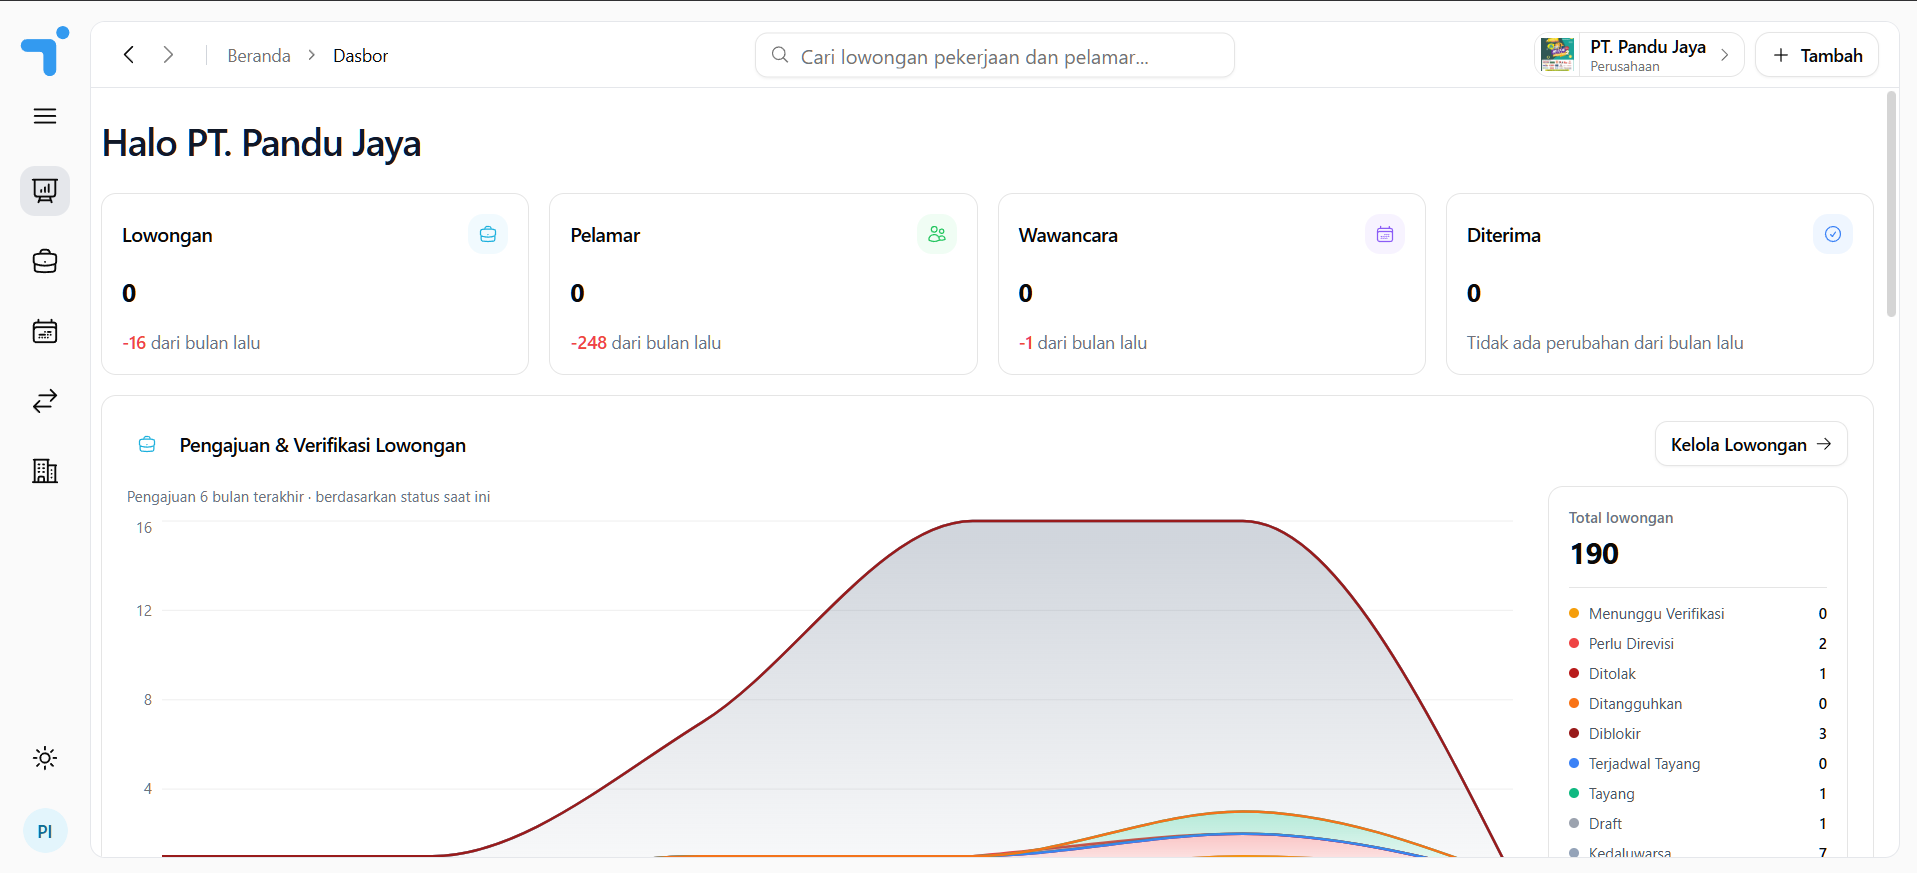 Beranda > Dasbor
Cari lowongan pekerjaan dan pelamar...
PT. Pandu Jaya
Perusahaan
+ Tambah
Halo PT. Pandu Jaya
Lowongan
0
-16 dari bulan lalu
Pelamar
0
-248 dari bulan lalu
Wawancara
0
-1 dari bulan lalu
Diterima
0
Tidak ada perubahan dari bulan lalu
Pengajuan & Verifikasi Lowongan
Kelola Lowongan →
Pengajuan 6 bulan terakhir · berdasarkan status saat ini
16
12
8
4
Total lowongan
190
Menunggu Verifikasi 0
Perlu Direvisi 2
Ditolak 1
Ditangguhkan 0
Diblokir 3
Terjadwal Tayang 0
Tayang 1
Draft 1
Kedaluwarsa 7
PI